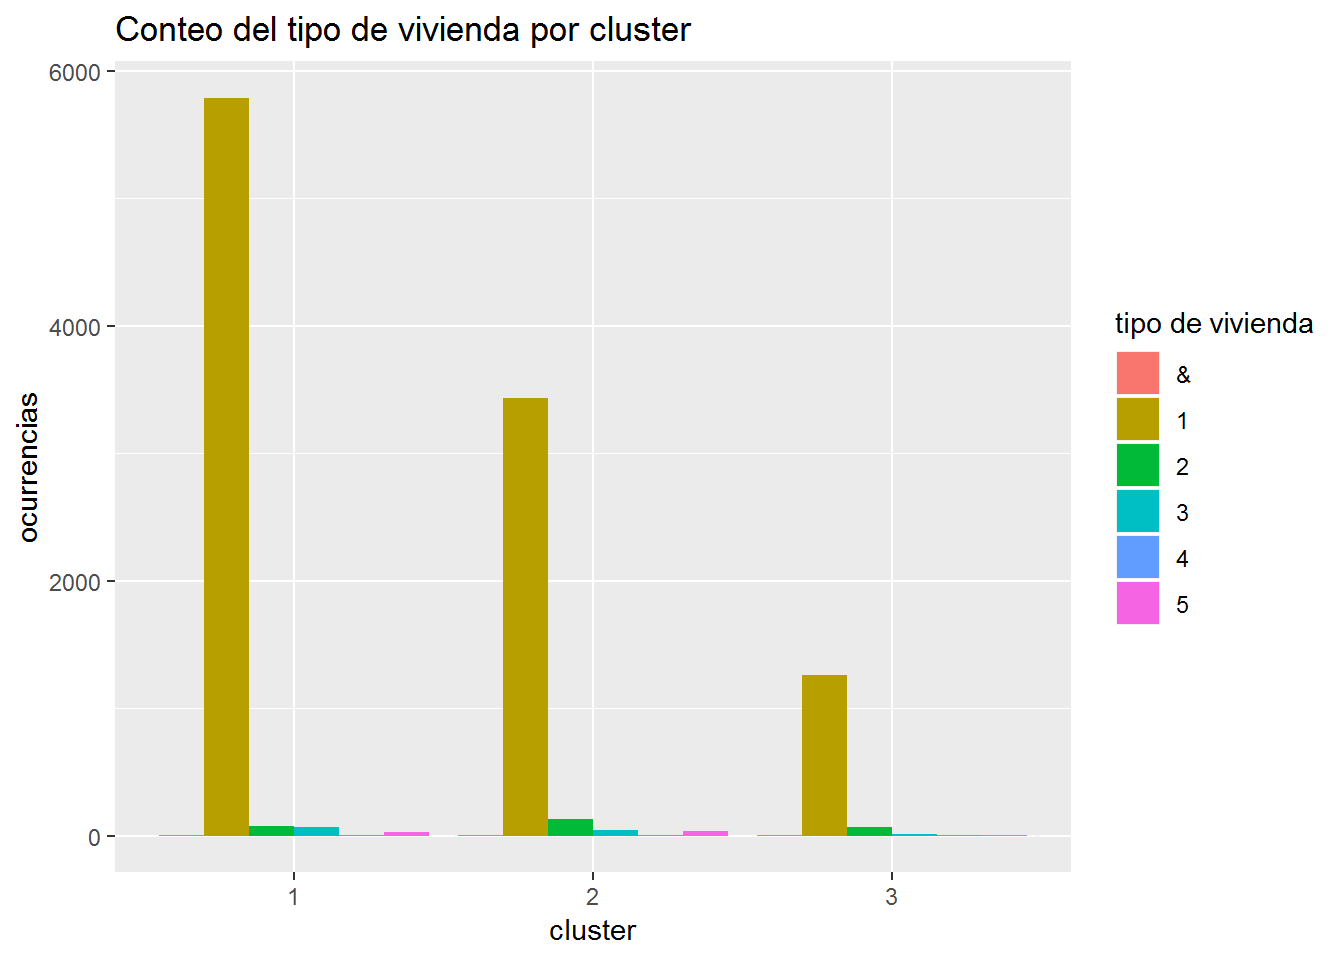 Conteo del tipo de vivienda por cluster
6000
4000
2000
0
ocurrencias
1 2 3
cluster
tipo de vivienda
&
1
2
3
4
5